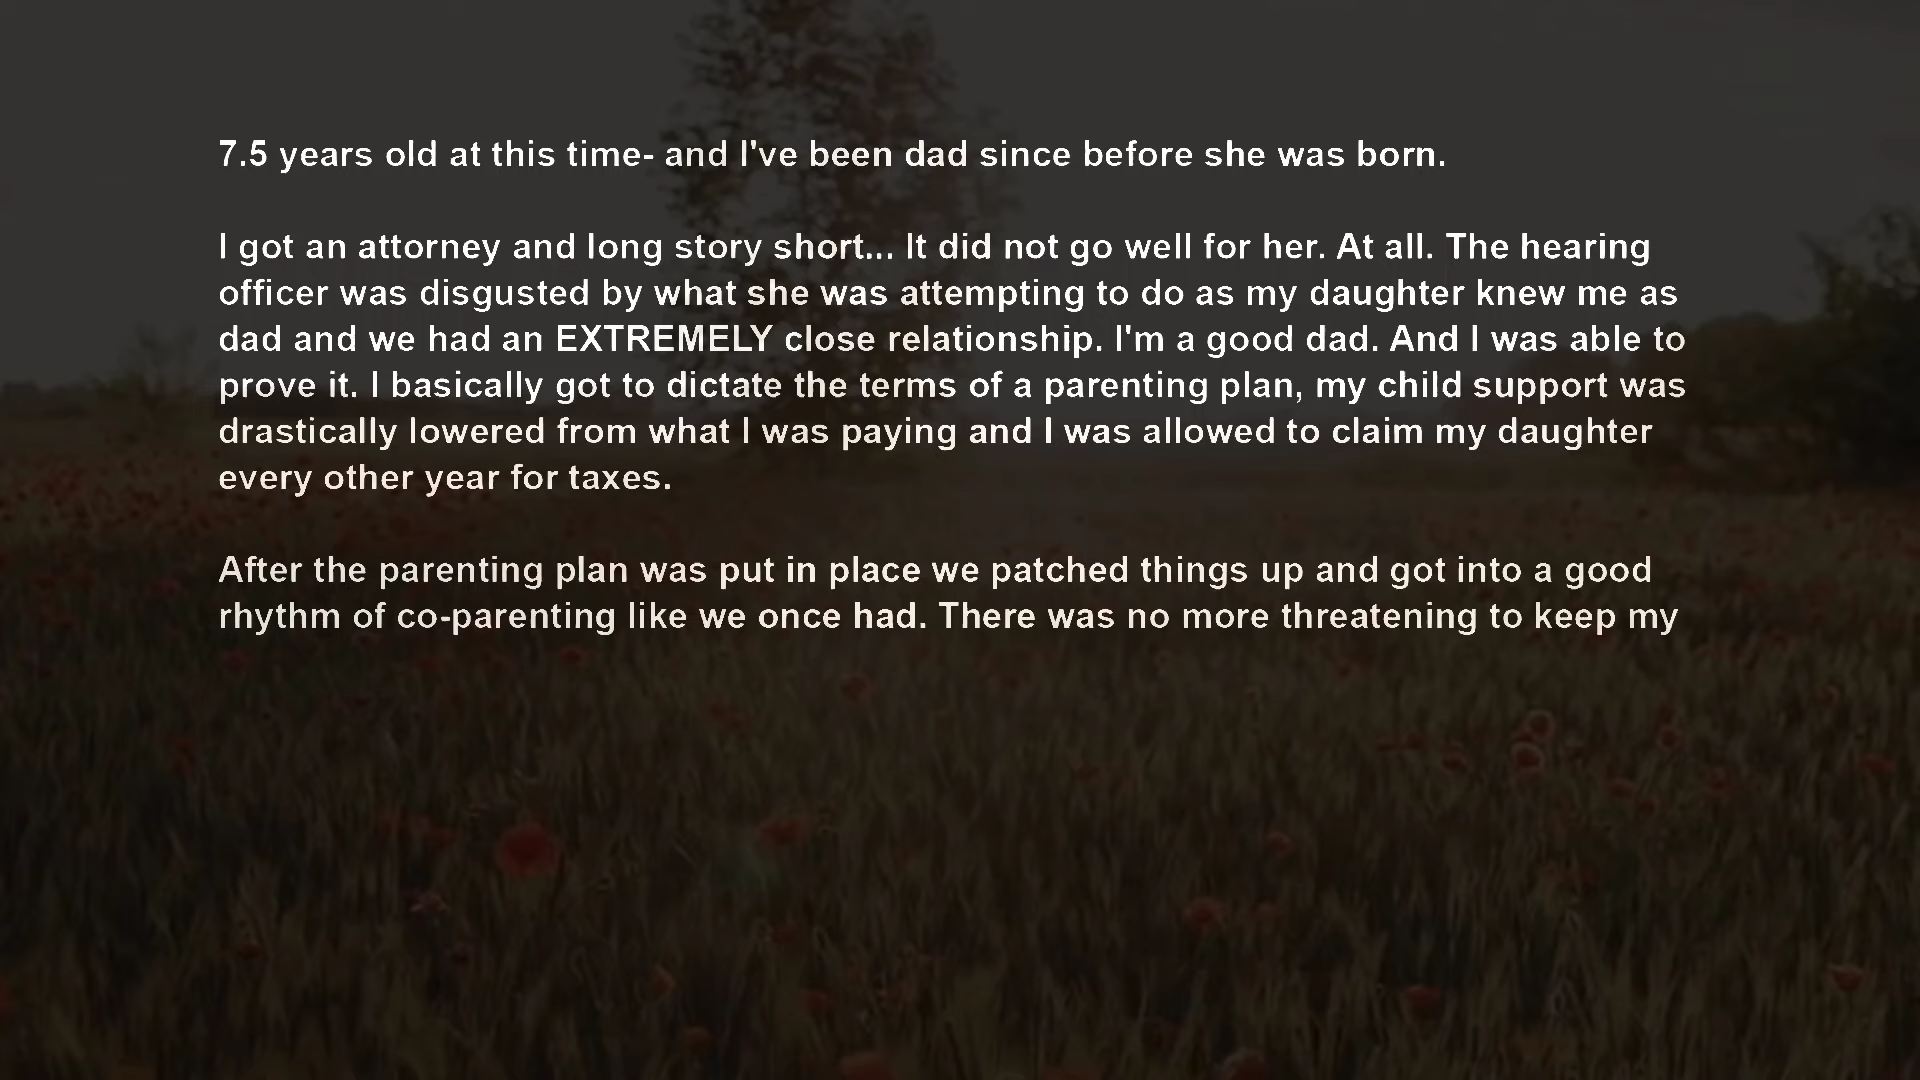 7.5 years old at this time- and I've been dad since before she was born.
I got an attorney and long story short... It did not go well for her. At all. The hearing
officer was disgusted by what she was attempting to do as my daughter knew me as
dad and we had an EXTREMELY close relationship. I'm a good dad. And I was able to
prove it. I basically got to dictate the terms of a parenting plan, my child support was
drastically lowered from what I was paying and I was allowed to claim my daughter
every other year for taxes.
After the parenting plan was put in place we patched things up and got into a good
rhythm of co-parenting like we once had. There was no more threatening to keep my